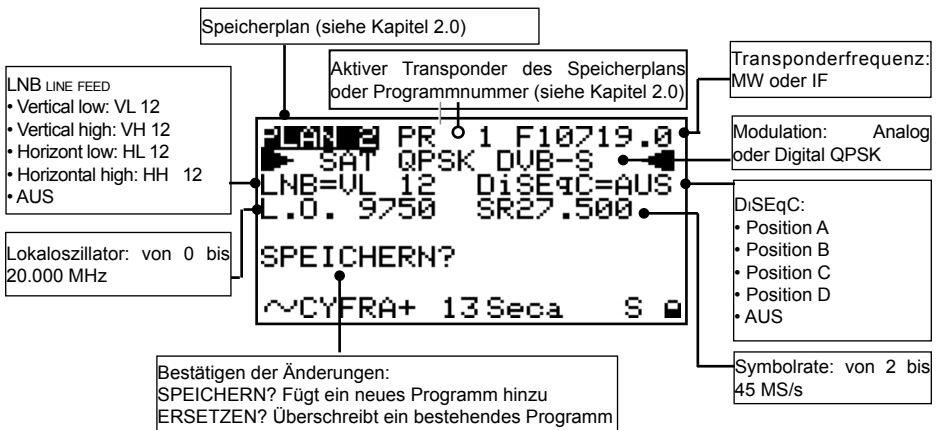 Speicherplan (siehe Kapitel 2.0)
Aktiver Transponder des Speicherplans
oder Programmnummer (siehe Kapitel 2.0)
Transponderfrequenz:
MW oder IF
LNB LINE FEED
• Vertical low: VL 12
• Vertical high: VH 12
• Horizont low: HL 12
• Horizontal high: HH 12
• AUS
Modulation: Analog
oder Digital QPSK
PLAN 2 PR 1 F10719.0
SAT QPSK DVB-S
LNB=VL 12 DiSEqC=AUS
L.O. 9750 SR27.500
SPEICHERN?
~CYFRA+ 13 Seca S
Lokaloszillator: von 0 bis
20.000 MHz
DiSEqC:
• Position A
• Position B
• Position C
• Position D
• AUS
Symbolrate: von 2 bis
45 MS/s
Bestätigen der Änderungen:
SPEICHERN? Fügt ein neues Programm hinzu
ERSETZEN? Überschreibt ein bestehendes Programm